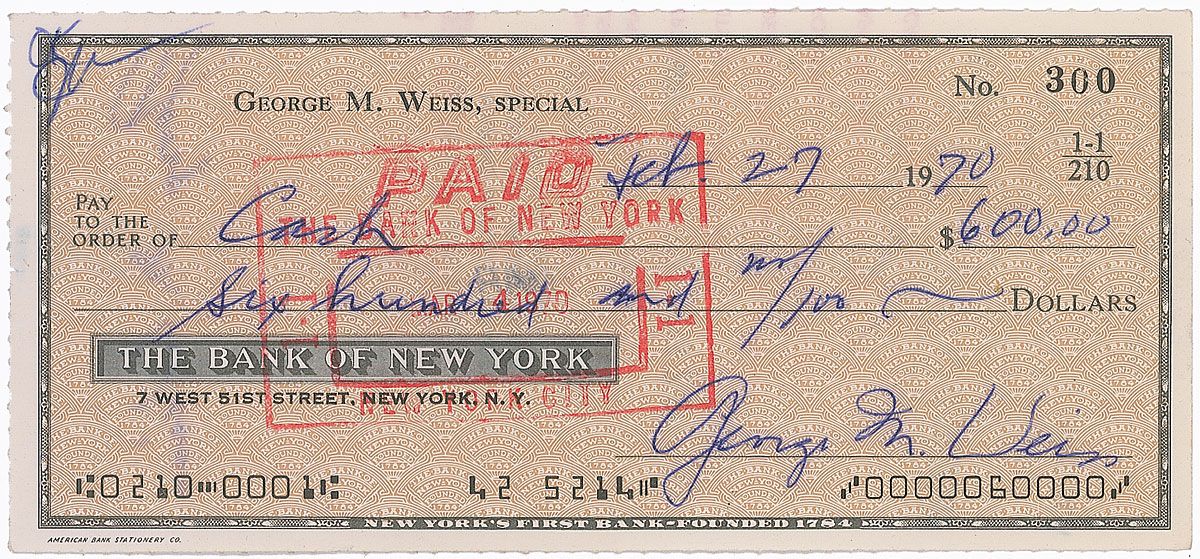 GEORGE M. WEISS, SPECIAL
No. 300
1-1
210
Feb. 27 1970
PAID
THE BANK OF NEW YORK
PAY
TO THE
ORDER OF Cash $600.00
six hundred and no/100 DOLLARS
MAR 4 1970
THE BANK OF NEW YORK
7 WEST 51ST STREET, NEW YORK, N. Y.
NEW YORK CITY
George M. Weiss
0210 0001 42 5214 0000060000
NEW YORK'S FIRST BANK-FOUNDED 1784
AMERICAN BANK STATIONERY CO.